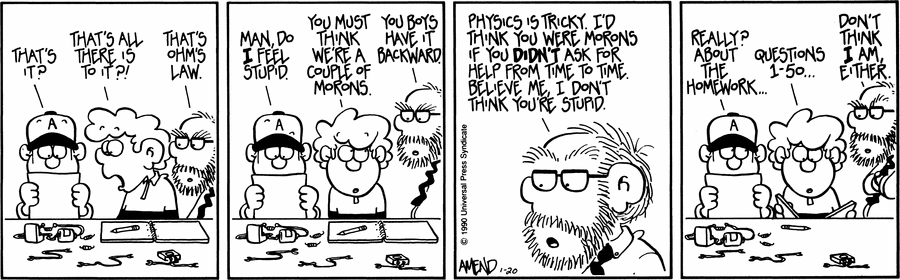 THAT'S
IT?
THAT'S ALL
THERE IS
TO IT?!
THAT'S
OHM'S
LAW.
A
MAN, DO
I FEEL
STUPID.
YOU MUST
THINK
WE'RE A
COUPLE OF
MORONS.
YOU BOYS
HAVE IT
BACKWARD.
A
© 1990 Universal Press Syndicate
PHYSICS IS TRICKY. I'D
THINK YOU WERE MORONS
IF YOU DIDN'T ASK FOR
HELP FROM TIME TO TIME.
BELIEVE ME, I DON'T
THINK YOU'RE STUPID.
AMEND 1-20
REALLY?
ABOUT
THE
HOMEWORK...
QUESTIONS
1-50...
DON'T
THINK
I AM,
EITHER.
A